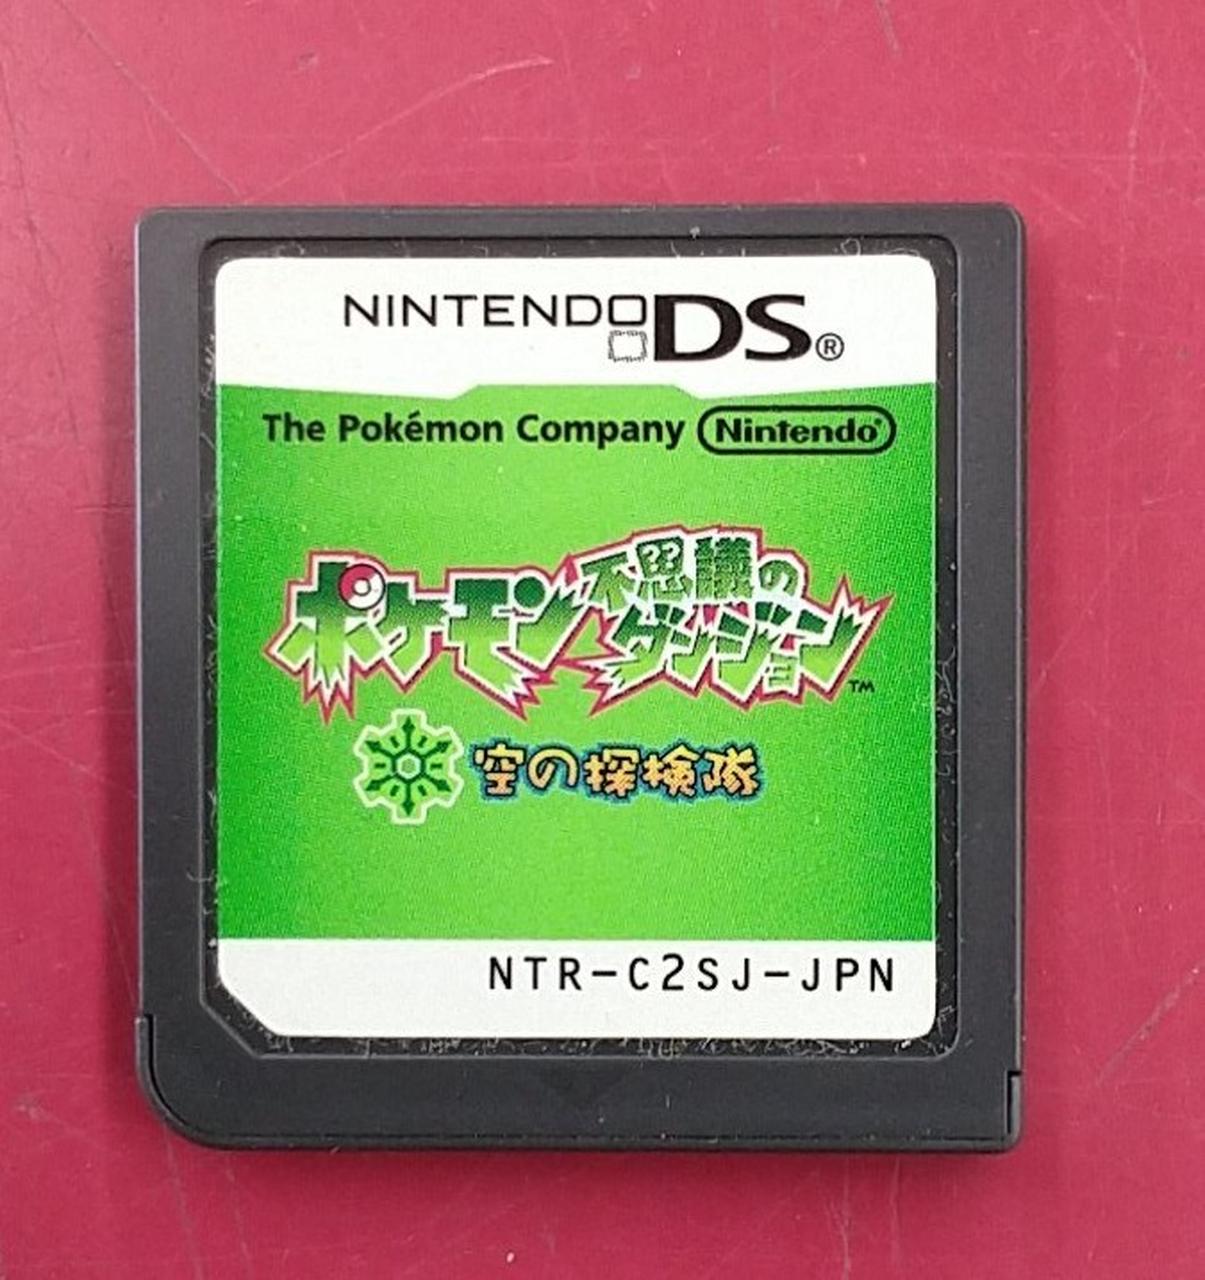 NINTENDO DS®
The Pokémon Company Nintendo®
ポケモン不思議の
ダンジョン™
空の探検隊
NTR-C2SJ-JPN